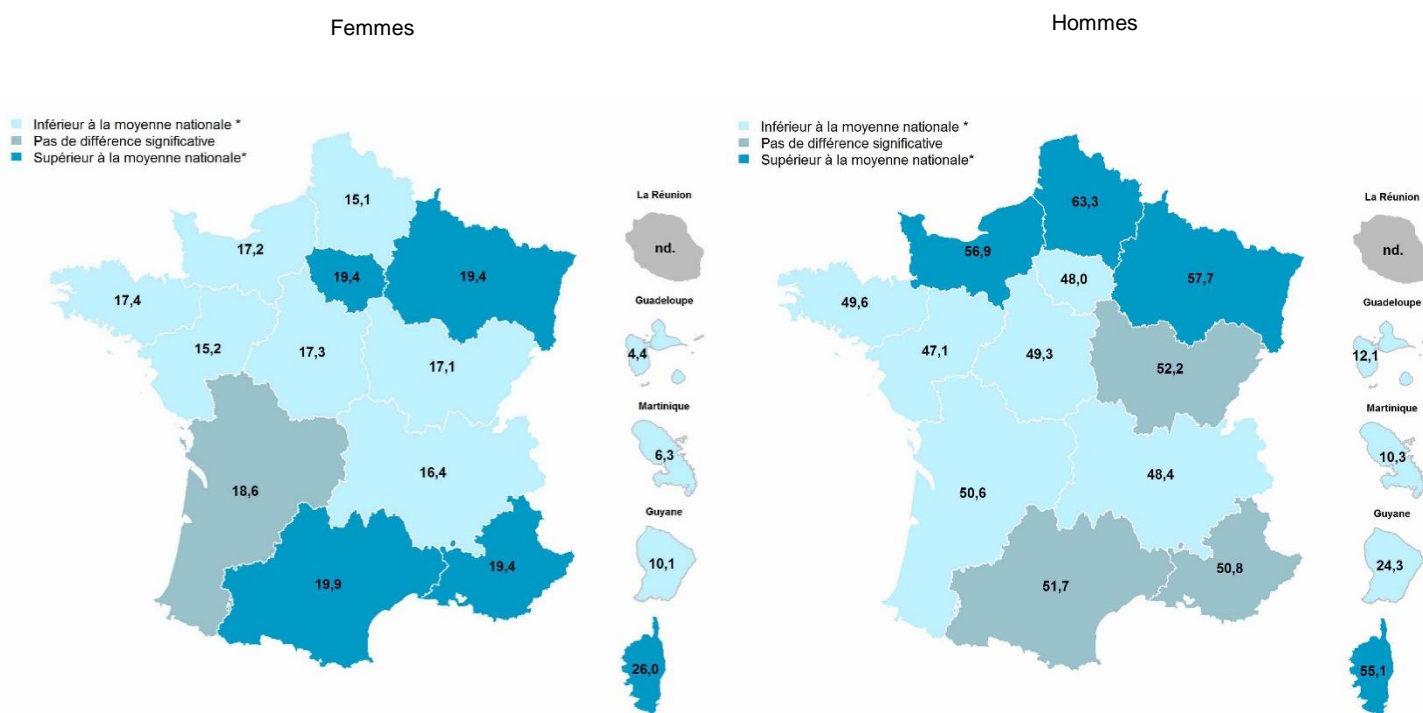 Femmes
Inférieur à la moyenne nationale *
Pas de différence significative
Supérieur à la moyenne nationale*
15,1
17,2
19,4
19,4
17,4
15,2
17,3
17,1
18,6
16,4
19,9
19,4
La Réunion
nd.
Guadeloupe
4,4
Martinique
6,3
Guyane
10,1
26,0
Hommes
Inférieur à la moyenne nationale *
Pas de différence significative
Supérieur à la moyenne nationale*
63,3
56,9
48,0
57,7
49,6
47,1
49,3
52,2
50,6
48,4
51,7
50,8
La Réunion
nd.
Guadeloupe
12,1
Martinique
10,3
Guyane
24,3
55,1